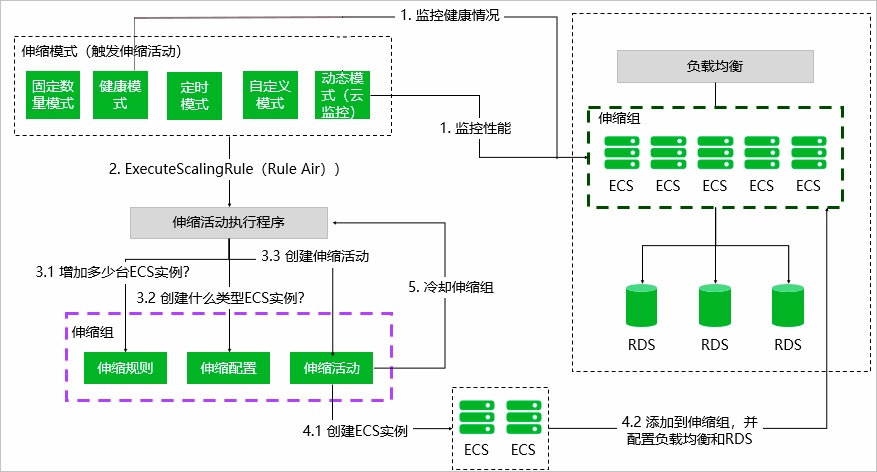 1. 监控健康情况
伸缩模式（触发伸缩活动）
固定数
量模式
健康模
式
定时
模式
自定义
模式
动态模
式（云
监控）
负载均衡
伸缩组
ECS
ECS
ECS
ECS
ECS
1. 监控性能
2. ExecuteScalingRule（Rule Air））
伸缩活动执行程序
3.1 增加多少台ECS实例？
3.3 创建伸缩活动
3.2 创建什么类型ECS实例？
5. 冷却伸缩组
RDS
RDS
RDS
伸缩组
伸缩规则
伸缩配置
伸缩活动
4.1 创建ECS实例
ECS
ECS
4.2 添加到伸缩组，并
配置负载均衡和RDS